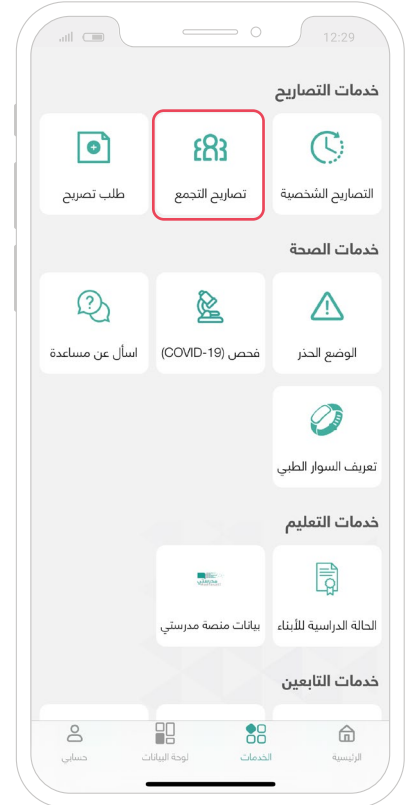 12:29
خدمات التصاريح
التصاريح الشخصية
تصاريح التجمع
طلب تصريح
خدمات الصحة
الوضع الحذر
فحص (COVID-19)
اسأل عن مساعدة
تعريف السوار الطبي
خدمات التعليم
الحالة الدراسية للأبناء
مدرستي
بيانات منصة مدرستي
خدمات التابعين
الرئيسية
الخدمات
لوحة البيانات
حسابي